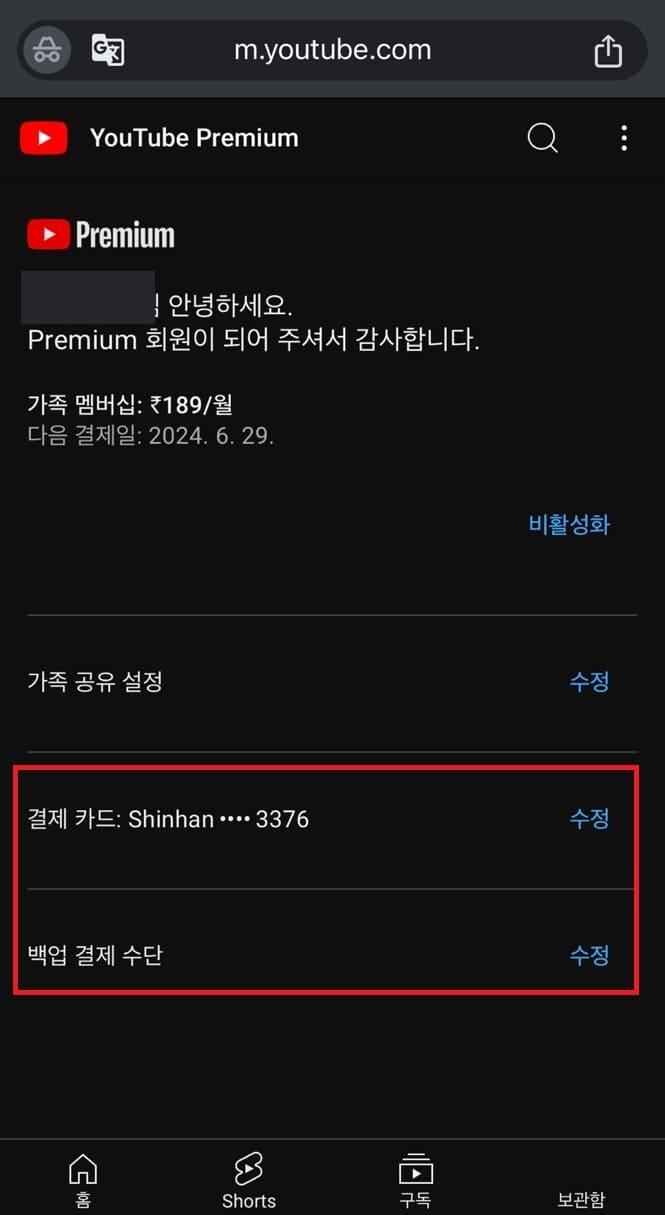 m.youtube.com
YouTube Premium
Premium
안녕하세요.
Premium 회원이 되어 주셔서 감사합니다.
가족 멤버십: ₹189/월
다음 결제일: 2024. 6. 29.
비활성화
가족 공유 설정
수정
결제 카드: Shinhan •••• 3376
수정
백업 결제 수단
수정
홈
Shorts
구독
보관함